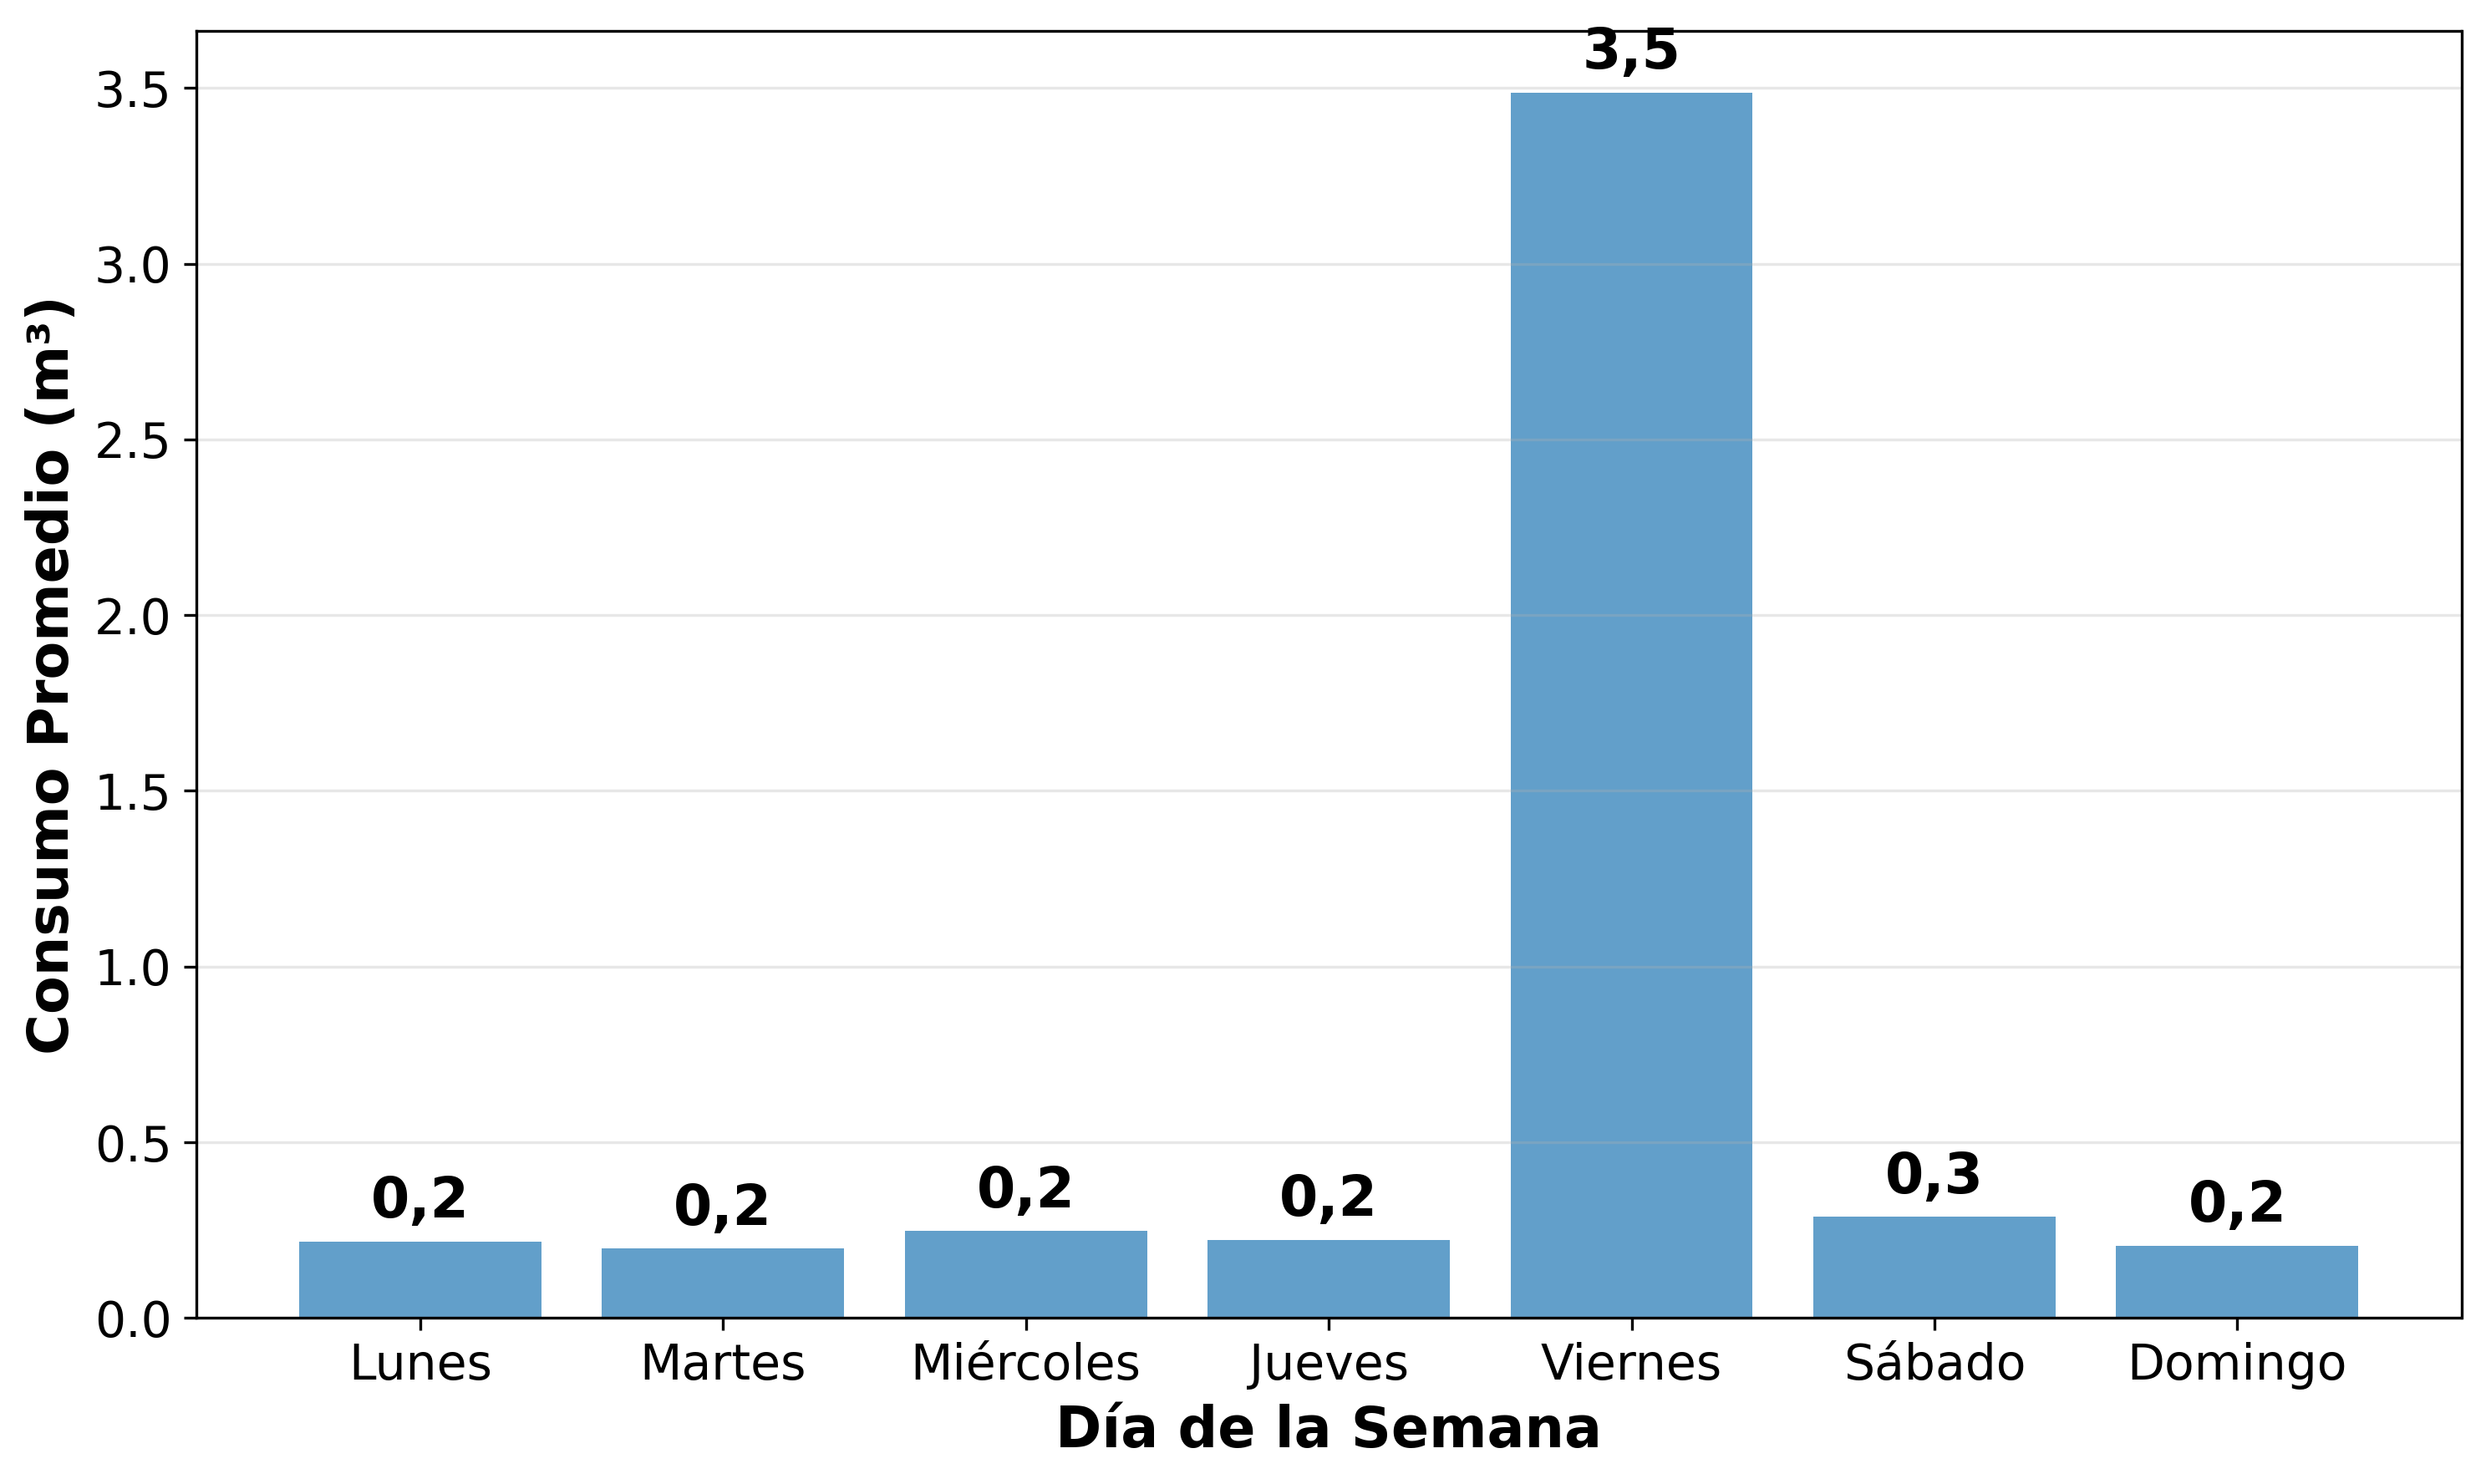 3,5
3.5
3.0
2.5
2.0
1.5
1.0
0.5
0.0
Consumo Promedio (m³)
0,2
0,2
0,2
0,2
0,3
0,2
Lunes
Martes
Miércoles
Jueves
Viernes
Sábado
Domingo
Día de la Semana